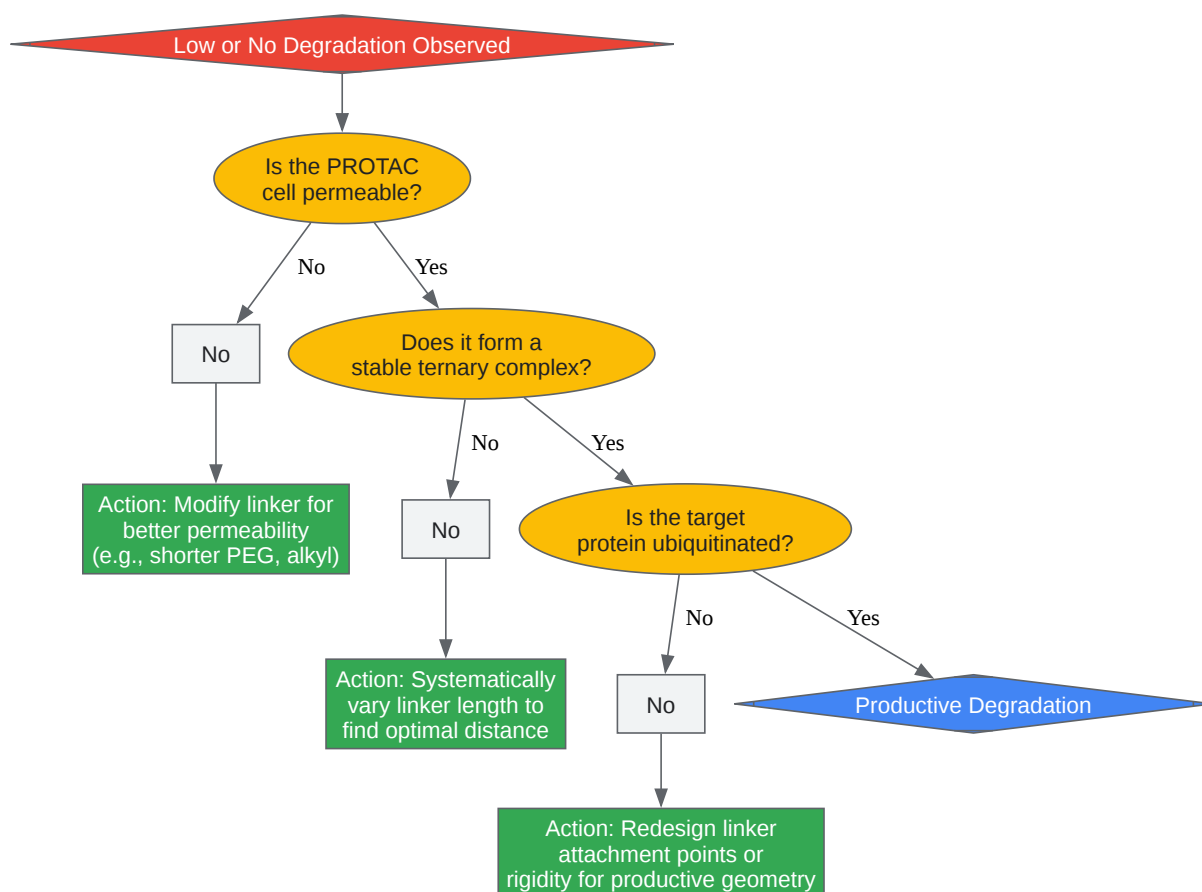 Low or No Degradation Observed
Is the PROTAC
cell permeable?
No
Yes
No
Does it form a
stable ternary complex?
No
Yes
Action: Modify linker for
better permeability
(e.g., shorter PEG, alkyl)
No
Is the target
protein ubiquitinated?
No
Yes
Action: Systematically
vary linker length to
find optimal distance
No
Productive Degradation
Action: Redesign linker
attachment points or
rigidity for productive geometry